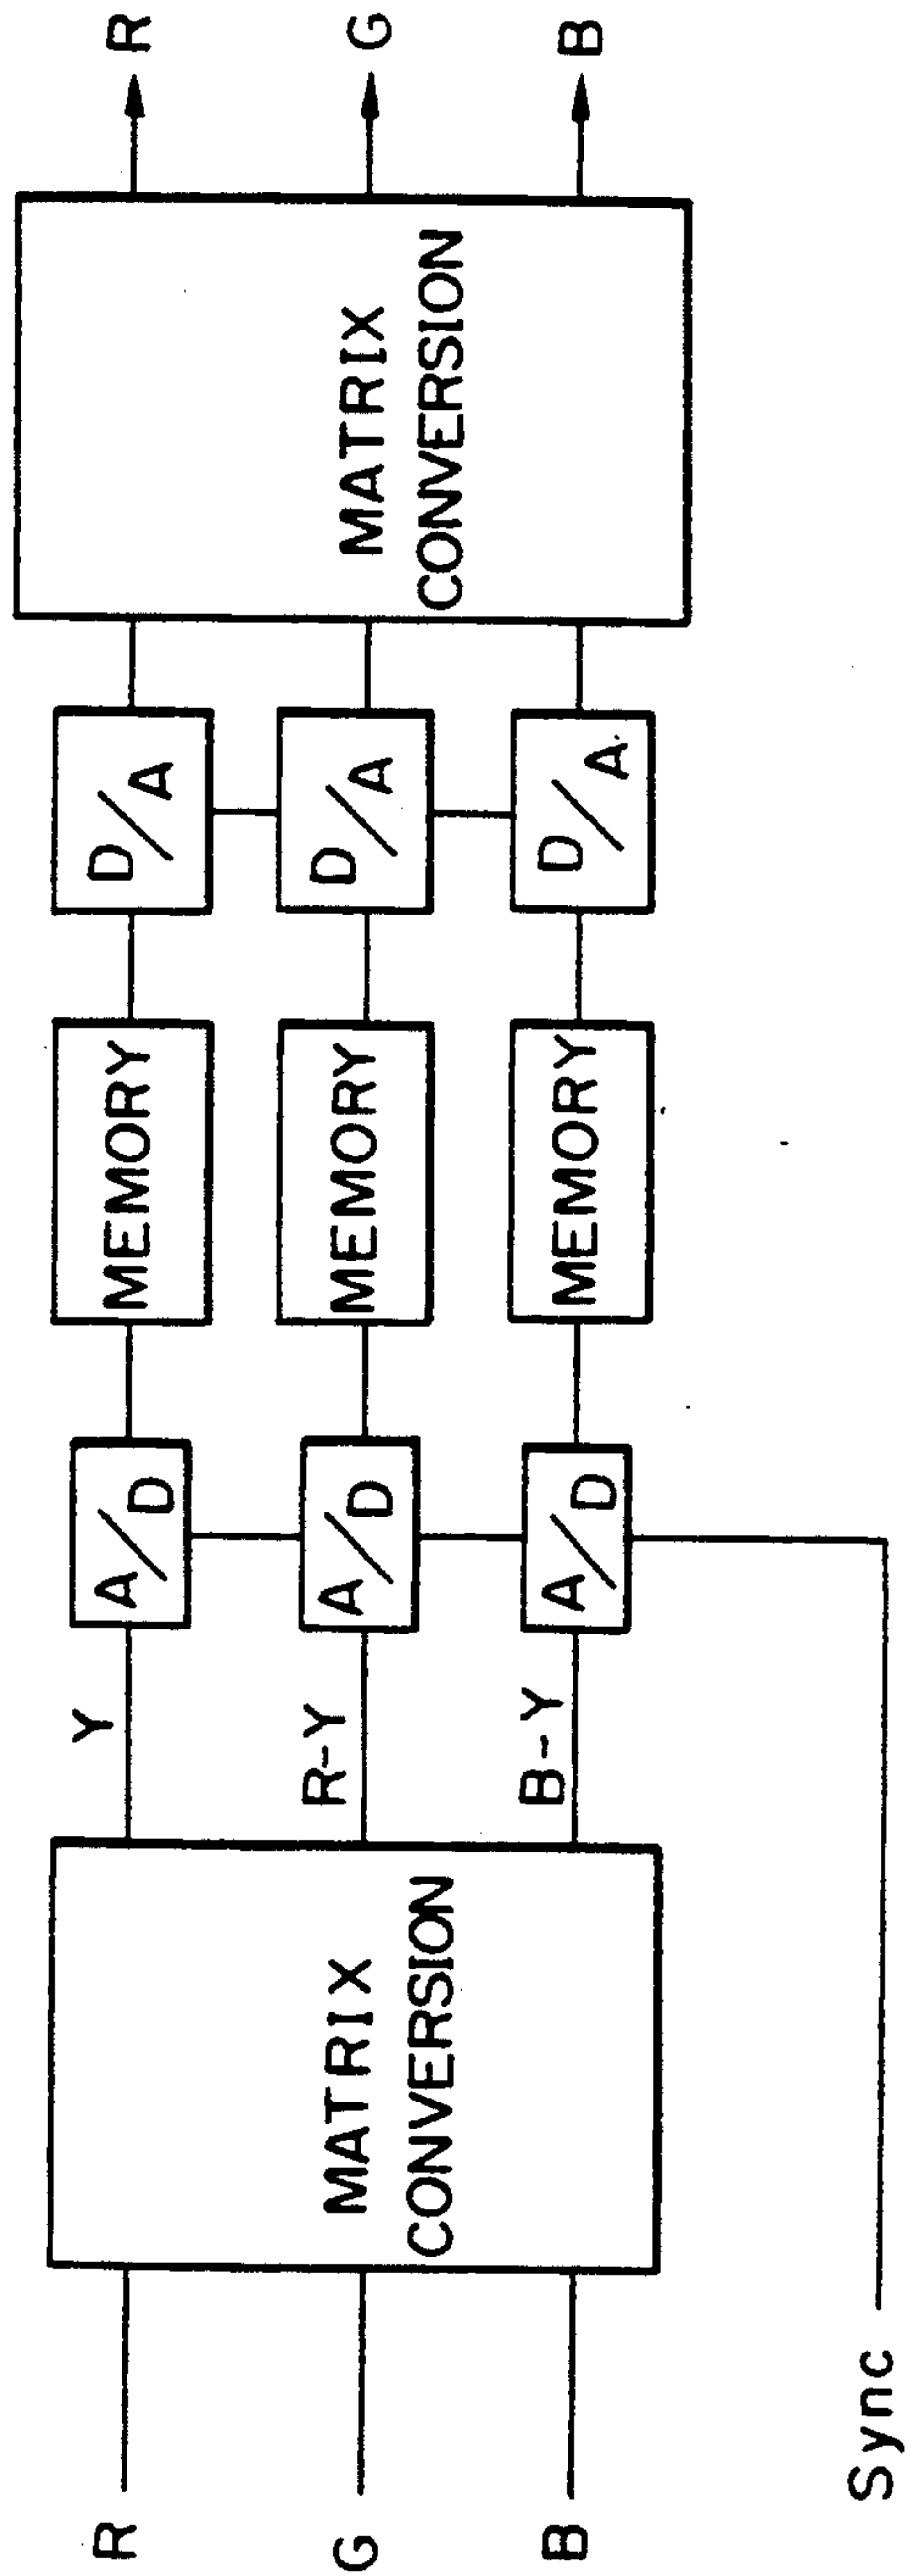 R
G
B
Sync
MATRIX
CONVERSION
Y
R-Y
B-Y
A/D
A/D
A/D
MEMORY
MEMORY
MEMORY
D/A
D/A
D/A
MATRIX
CONVERSION
R
G
B